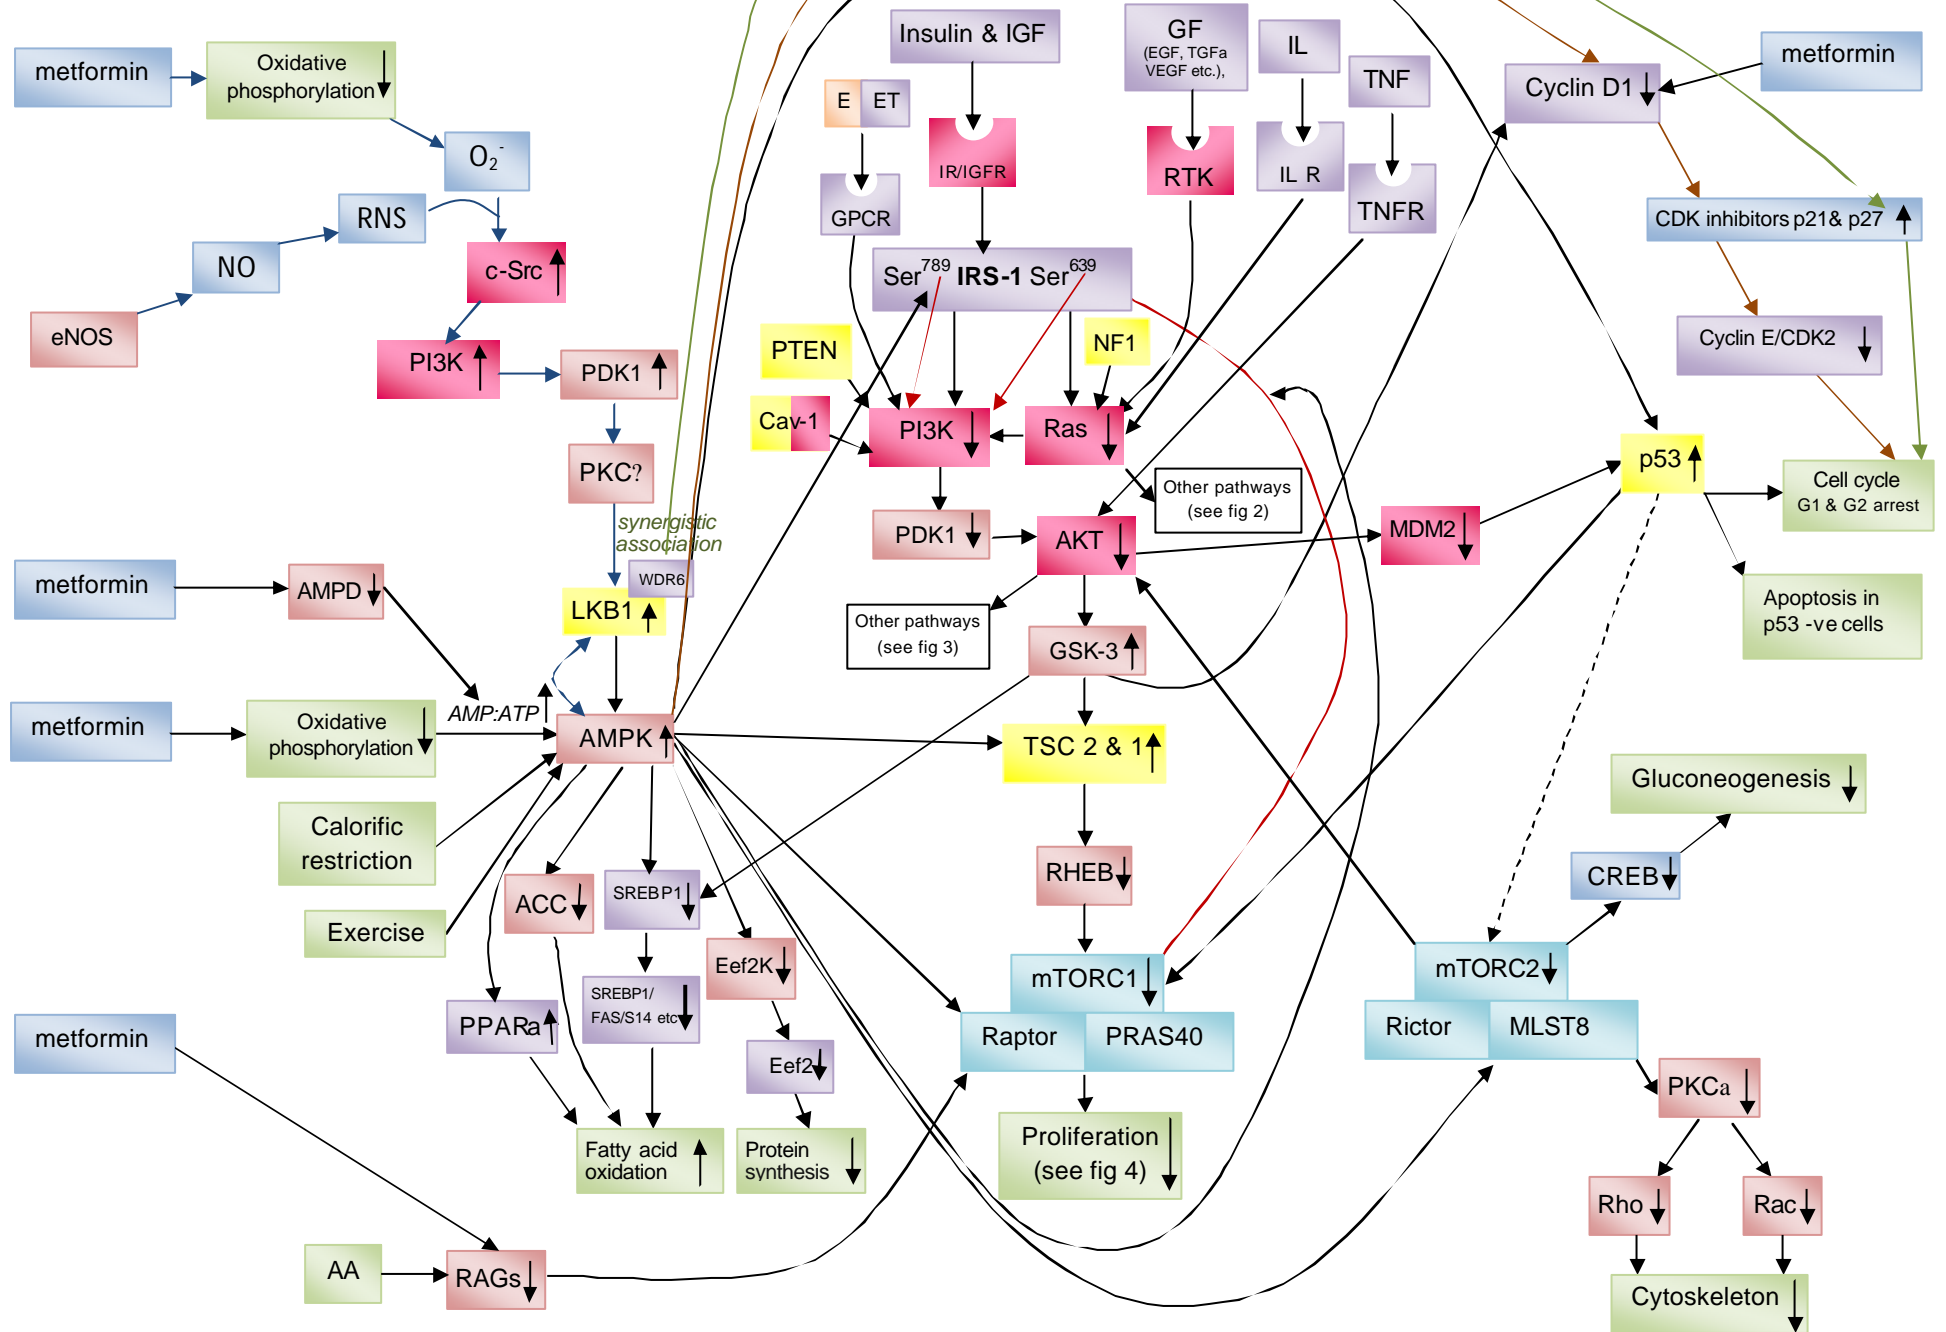 metformin
Oxidative
phosphorylation
O2-
RNS
NO
eNOS
c-Src
PI3K
PDK1
PKC?
synergistic
association
WDR6
LKB1
metformin
AMPD
AMP:ATP
metformin
Oxidative
phosphorylation
AMPK
Calorific
restriction
Exercise
ACC
SREBP1
Eef2K
PPARa
SREBP1/
FAS/S14 etc
Eef2
Fatty acid
oxidation
Protein
synthesis
metformin
AA
RAGs
Insulin & IGF
E
ET
IR/IGFR
GPCR
GF
(EGF, TGFa
VEGF etc.),
IL
TNF
RTK
IL R
TNFR
Ser789 IRS-1 Ser639
PTEN
NF1
Cav-1
PI3K
Ras
Other pathways
(see fig 2)
PDK1
AKT
MDM2
Other pathways
(see fig 3)
GSK-3
TSC 2 & 1
RHEB
mTORC1
Raptor
PRAS40
Proliferation
(see fig 4)
metformin
Cyclin D1
CDK inhibitors p21& p27
Cyclin E/CDK2
p53
Cell cycle
G1 & G2 arrest
Apoptosis in
p53 -ve cells
Gluconeogenesis
CREB
mTORC2
Rictor
MLST8
PKCa
Rho
Rac
Cytoskeleton